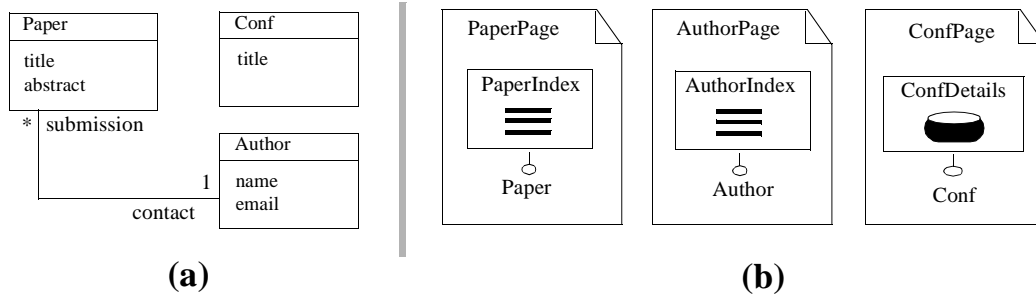 Paper
title
abstract
* submission
Conf
title
Author
name
email
1
contact
(a)
PaperPage
PaperIndex
Paper
AuthorPage
AuthorIndex
Author
ConfPage
ConfDetails
Conf
(b)